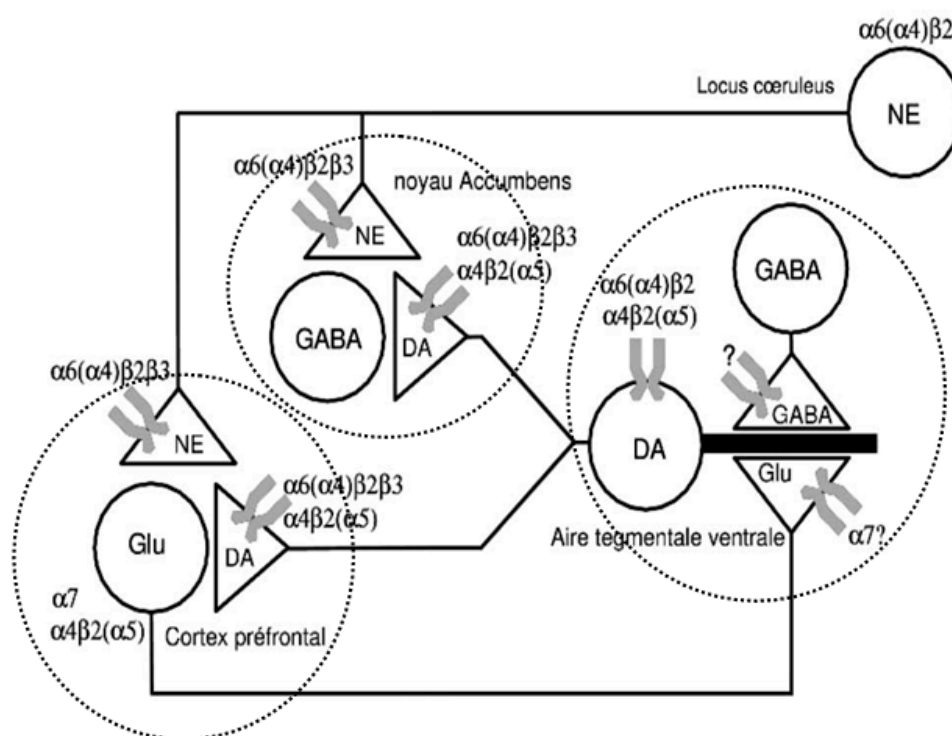 α6(α4)β2
Locus cœruleus
NE
α6(α4)β2β3
noyau Accumbens
NE
α6(α4)β2β3
α4β2(α5)
GABA
DA
GABA
α6(α4)β2
α4β2(α5)
?
GABA
DA
Glu
α7?
Aire tegmentale ventrale
α6(α4)β2β3
NE
α6(α4)β2β3
α4β2(α5)
Glu
DA
α7
α4β2(α5)
Cortex préfrontal